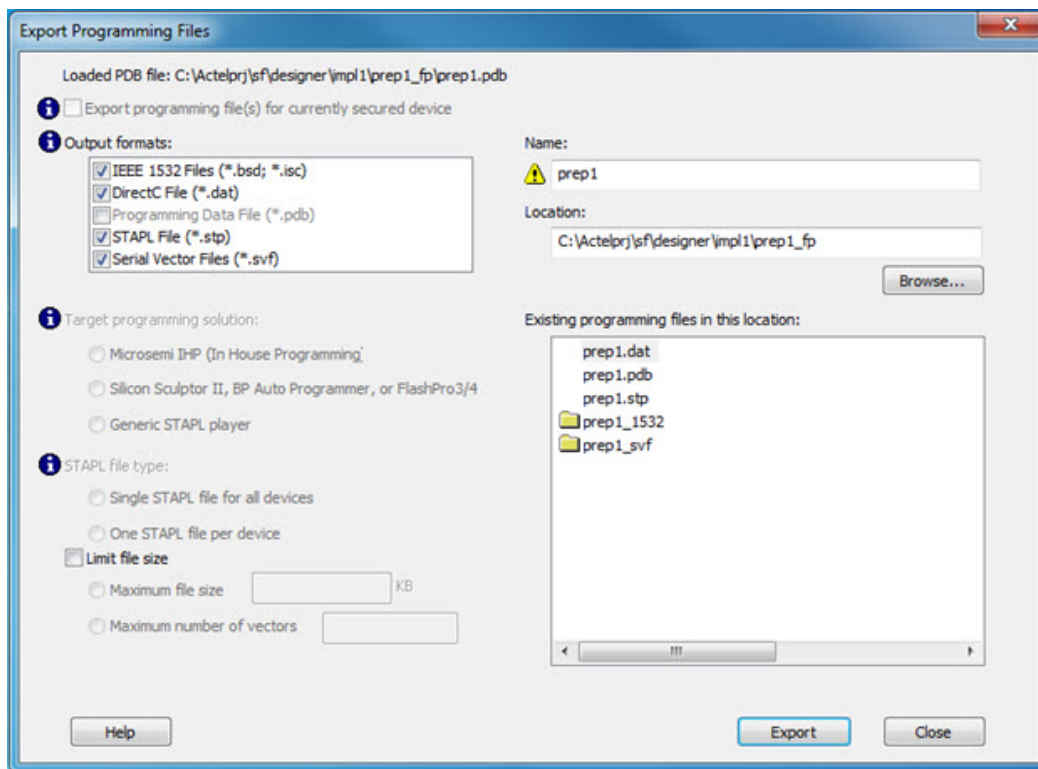 Export Programming Files
Loaded PDB file: C:\Actelprj\sf\designer\impl1\prep1_fp\prep1.pdb
Export programming file(s) for currently secured device
Output formats:
IEEE 1532 Files (*.bsd; *.isc)
DirectC File (*.dat)
Programming Data File (*.pdb)
STAPL File (*.stp)
Serial Vector Files (*.svf)
Target programming solution:
Microsemi IHP (In House Programming)
Silicon Sculptor II, BP Auto Programmer, or FlashPro3/4
Generic STAPL player
STAPL file type:
Single STAPL file for all devices
One STAPL file per device
Limit file size
Maximum file size KB
Maximum number of vectors
Name:
prep1
Location:
C:\Actelprj\sf\designer\impl1\prep1_fp
Browse...
Existing programming files in this location:
prep1.dat
prep1.pdb
prep1.stp
prep1_1532
prep1_svf
Help
Export
Close